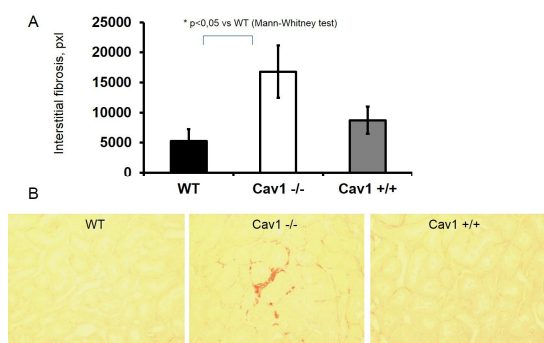 A
* p<0,05 vs WT (Mann-Whitney test)
Interstitial fibrosis, pxl
25000
20000
15000
10000
5000
0
WT
Cav1 -/-
Cav1 +/+
B
WT
Cav1 -/-
Cav1 +/+